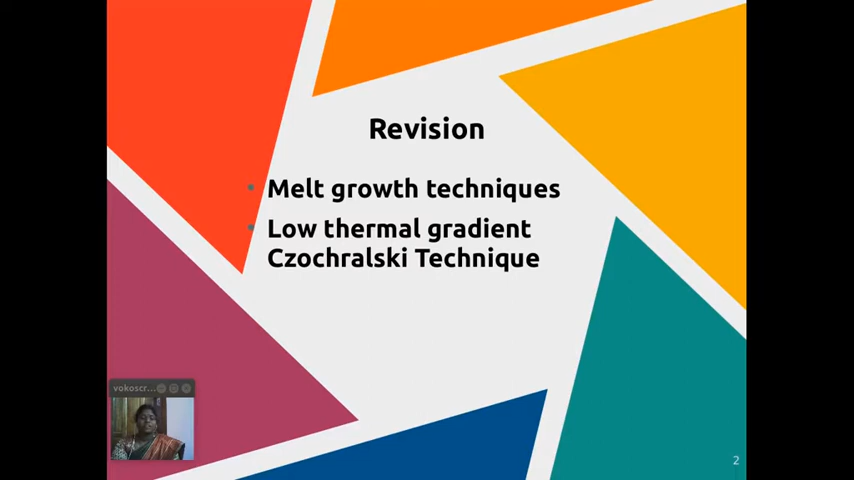 Revision
• Melt growth techniques
• Low thermal gradient
Czochralski Technique
vokoscr...
2